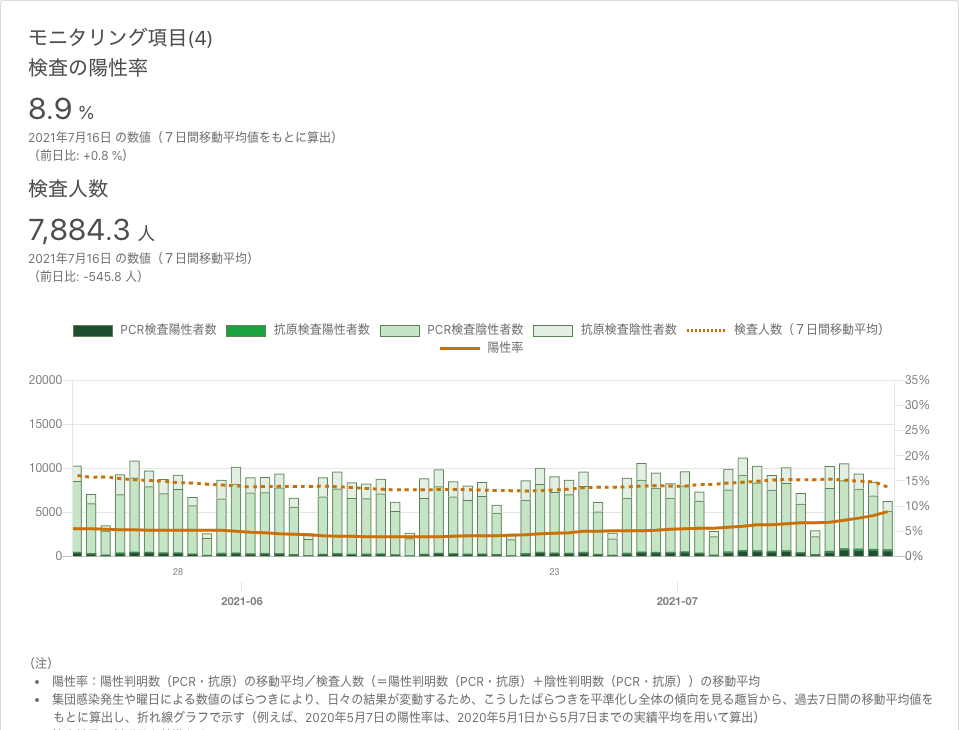 モニタリング項目(4)
検査の陽性率
8.9 %
2021年7月16日 の数値（７日間移動平均値をもとに算出）
（前日比: +0.8 %）
検査人数
7,884.3 人
2021年7月16日 の数値（７日間移動平均）
（前日比: -545.8 人）
PCR検査陽性者数 抗原検査陽性者数 PCR検査陰性者数 抗原検査陰性者数 検査人数（７日間移動平均）
陽性率
20000 35%
30%
15000 25%
20%
10000 15%
10%
5000 5%
0 0%
28 23
2021-06 2021-07
（注）
• 陽性率：陽性判明数（PCR・抗原）の移動平均／検査人数（＝陽性判明数（PCR・抗原）＋陰性判明数（PCR・抗原））の移動平均
• 集団感染発生や曜日による数値のばらつきにより、日々の結果が変動するため、こうしたばらつきを平準化し全体の傾向を見る趣旨から、過去7日間の移動平均値を
もとに算出し、折れ線グラフで示す（例えば、2020年5月7日の陽性率は、2020年5月1日から5月7日までの実績平均を用いて算出）